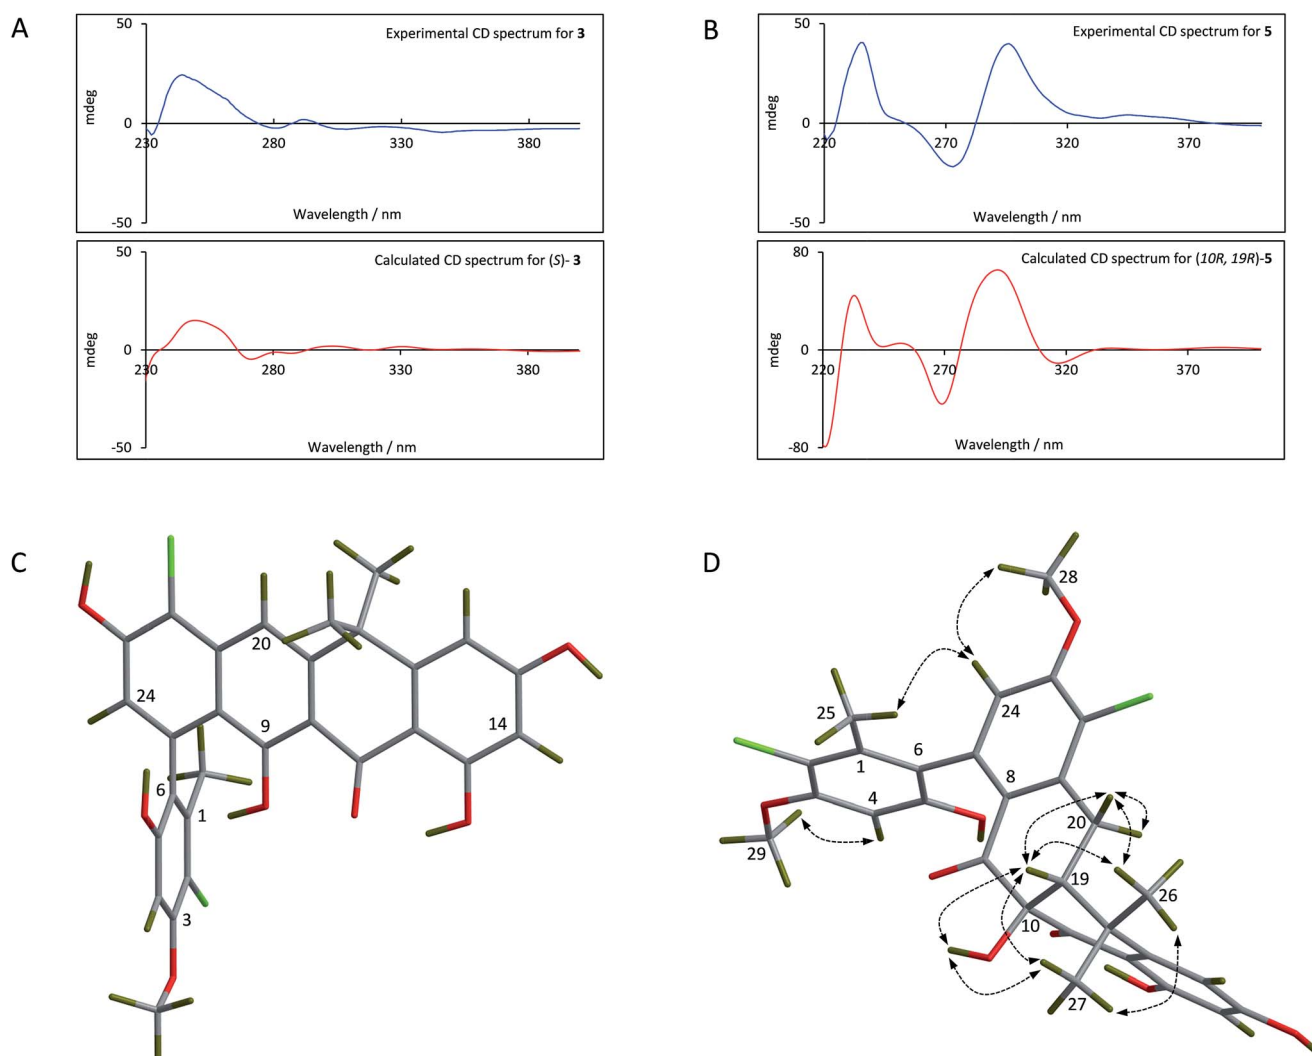 A
50
Experimental CD spectrum for 3
mdeg
0
230 280 330 380
-50
Wavelength / nm
50
Calculated CD spectrum for (S)- 3
mdeg
0
230 280 330 380
-50
Wavelength / nm
B
50
Experimental CD spectrum for 5
mdeg
0
220 270 320 370
-50
Wavelength / nm
80
Calculated CD spectrum for (10R, 19R)-5
mdeg
0
220 270 320 370
-80
Wavelength / nm
C
20
24
9
14
6
1
3
D
28
25
24
6
1
8
4
20
29
19
26
10
27